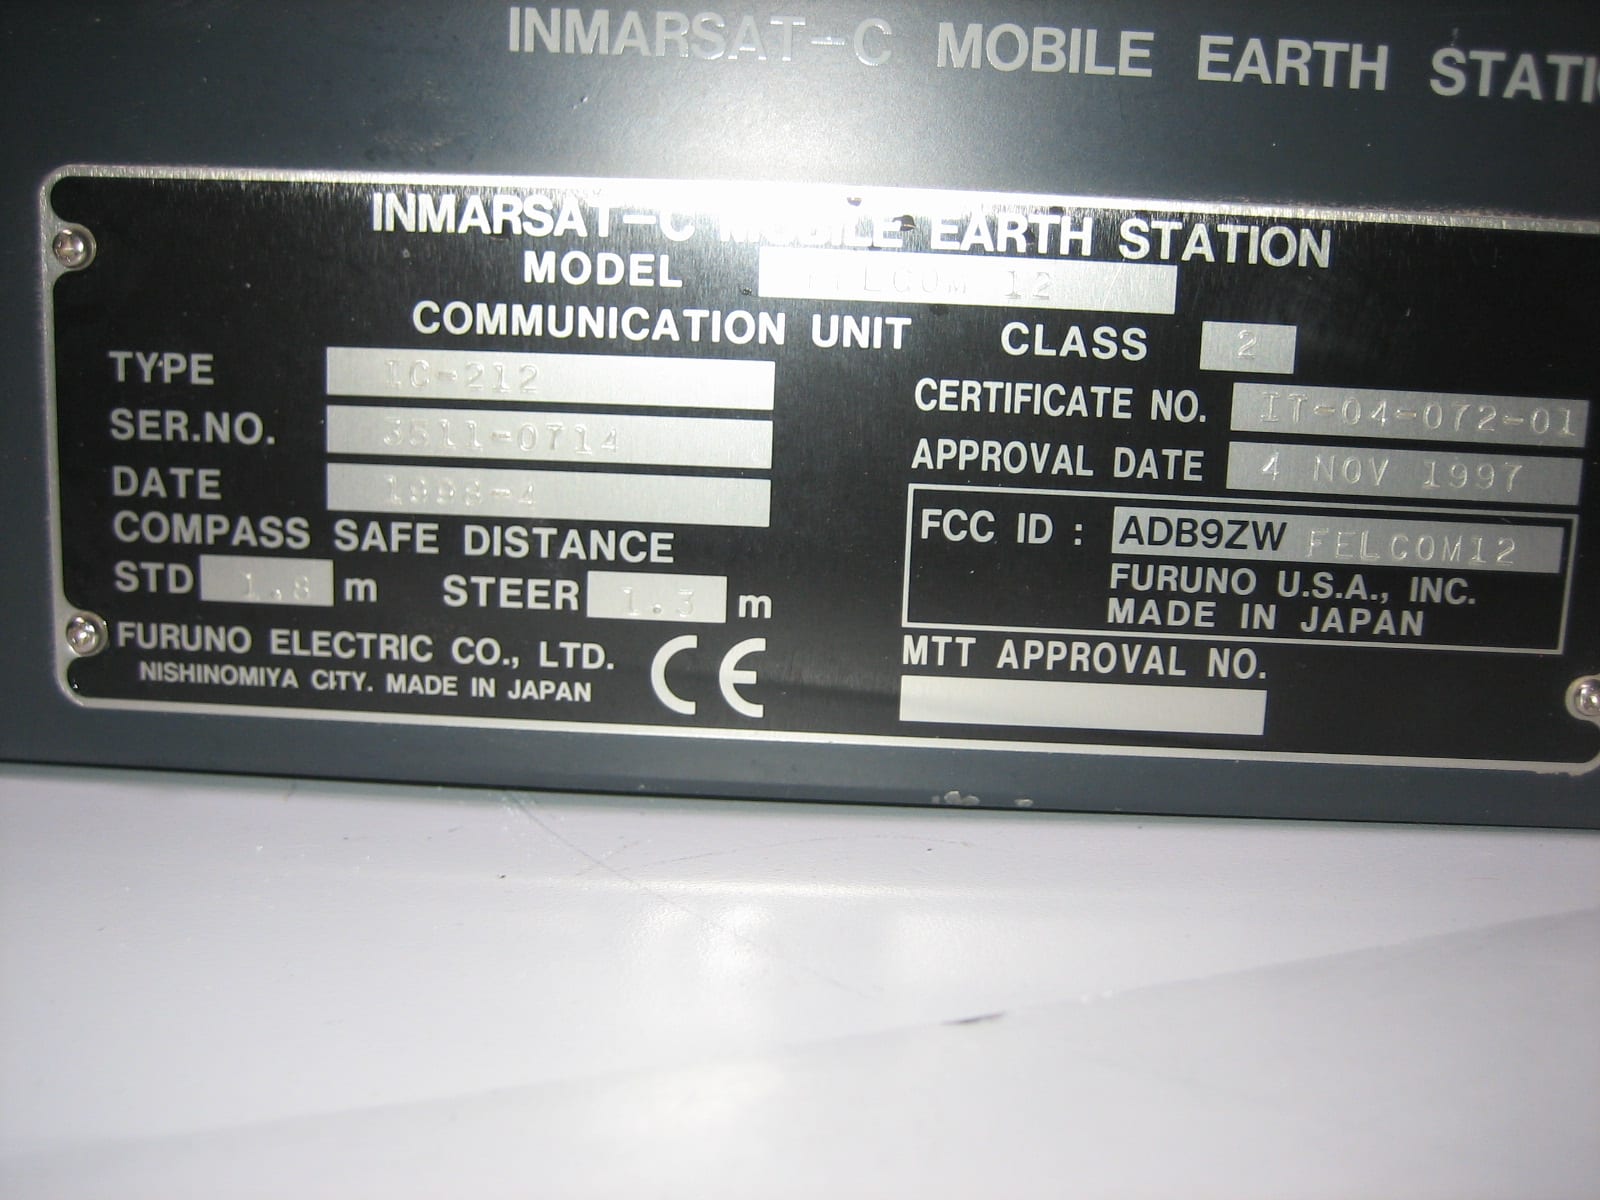 INMARSAT-C MOBILE EARTH STATI
INMARSAT-C MOBILE EARTH STATION
MODEL FELCOM 12
COMMUNICATION UNIT CLASS 2
TYPE IC-212
SER.NO. 3511-0714
DATE 1998-4
COMPASS SAFE DISTANCE
STD 1.8 m STEER 1.3 m
FURUNO ELECTRIC CO., LTD.
NISHINOMIYA CITY. MADE IN JAPAN
CE
CERTIFICATE NO. IT-04-072-01
APPROVAL DATE 4 NOV 1997
FCC ID : ADB9ZW FELCOM12
FURUNO U.S.A., INC.
MADE IN JAPAN
MTT APPROVAL NO.